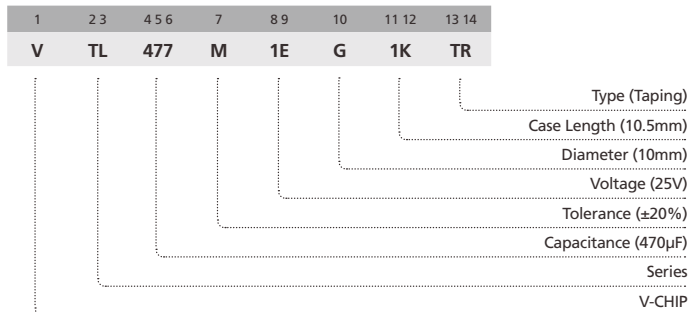 1 2 3 4 5 6 7 8 9 10 11 12 13 14
V TL 477 M 1E G 1K TR
Type (Taping)
Case Length (10.5mm)
Diameter (10mm)
Voltage (25V)
Tolerance (±20%)
Capacitance (470µF)
Series
V-CHIP